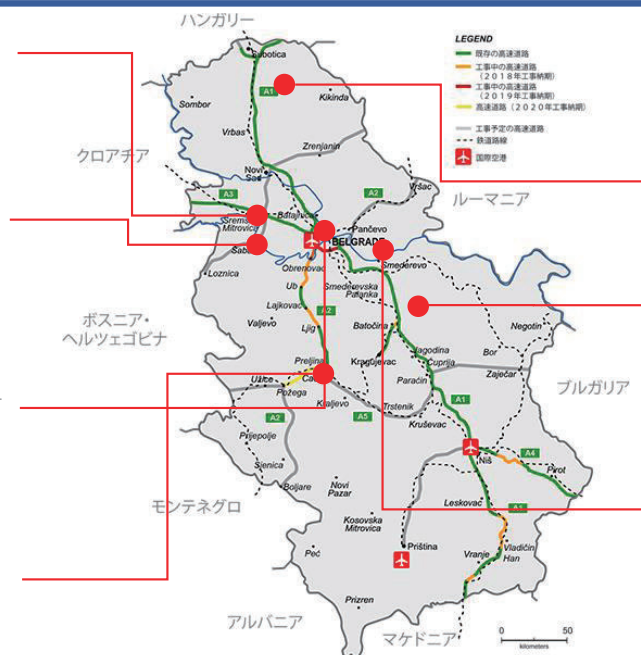 ハンガリー
LEGEND
既存の高速道路
工事中の高速道路
(2018年工事納期)
工事中の高速道路
(2019年工事納期)
高速道路(2020年工事納期)
工事予定の高速道路
鉄道路線
国際空港
Subotica
A1
Sombor
Kikinda
Vrbas
クロアチア
Zrenjanin
Novi
A3
A2
Vršac
ルーマニア
Sremska
Mitrovica
Batajnica
Pančevo
BELGRADE
Loznica
Obrenovac
Smederevo
Ub
Smederevska
Palanka
Lajkovac
A2
ボスニア・
ヘルツェゴビナ
Valjevo
Ljig
Batočina
Negotin
Jagodina
Bor
Preljina
Kragujevac
Ćuprija
Zaječar
Užice
Požega
Paraćin
ブルガリア
Kraljevo
Trstenik
A1
A2
A5
Kruševac
Prijepolje
A4
Niš
Sjenica
Pirot
Boljare
Novi
Pazar
Leskovac
モンテネグロ
Kosovska
Mitrovica
Priština
Vladičin
Han
Peć
Vranje
Prizren
アルバニア
マケドニア
0 50
kilometers